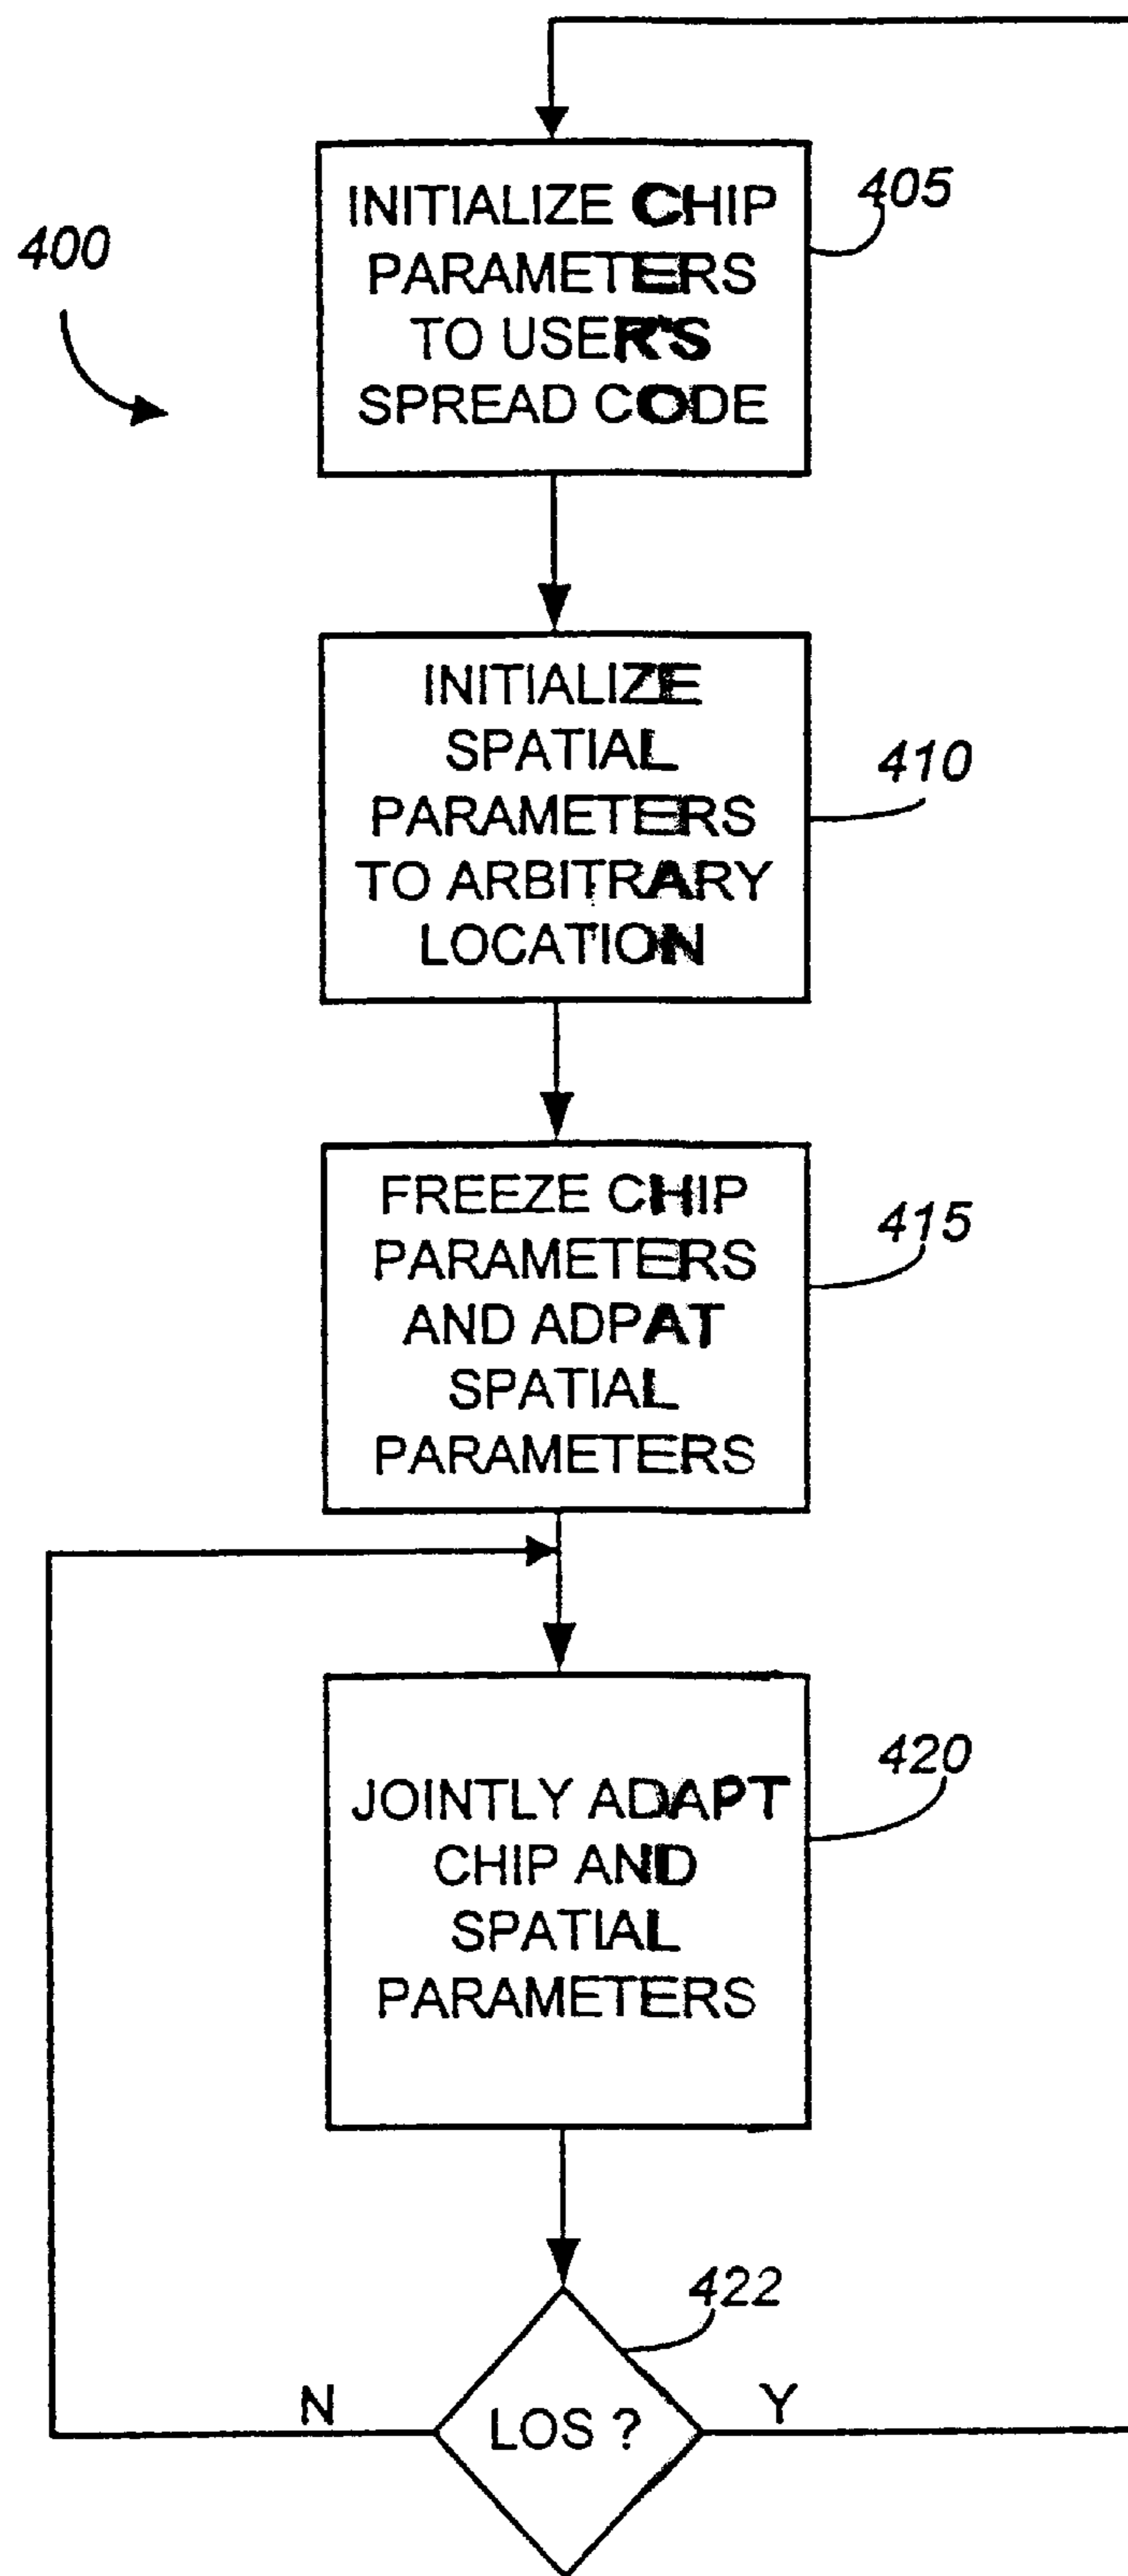 400
INITIALIZE CHIP
PARAMETERS
TO USER'S
SPREAD CODE
405
INITIALIZE
SPATIAL
PARAMETERS
TO ARBITRARY
LOCATION
410
FREEZE CHIP
PARAMETERS
AND ADPAT
SPATIAL
PARAMETERS
415
JOINTLY ADAPT
CHIP AND
SPATIAL
PARAMETERS
420
422
N
LOS ?
Y